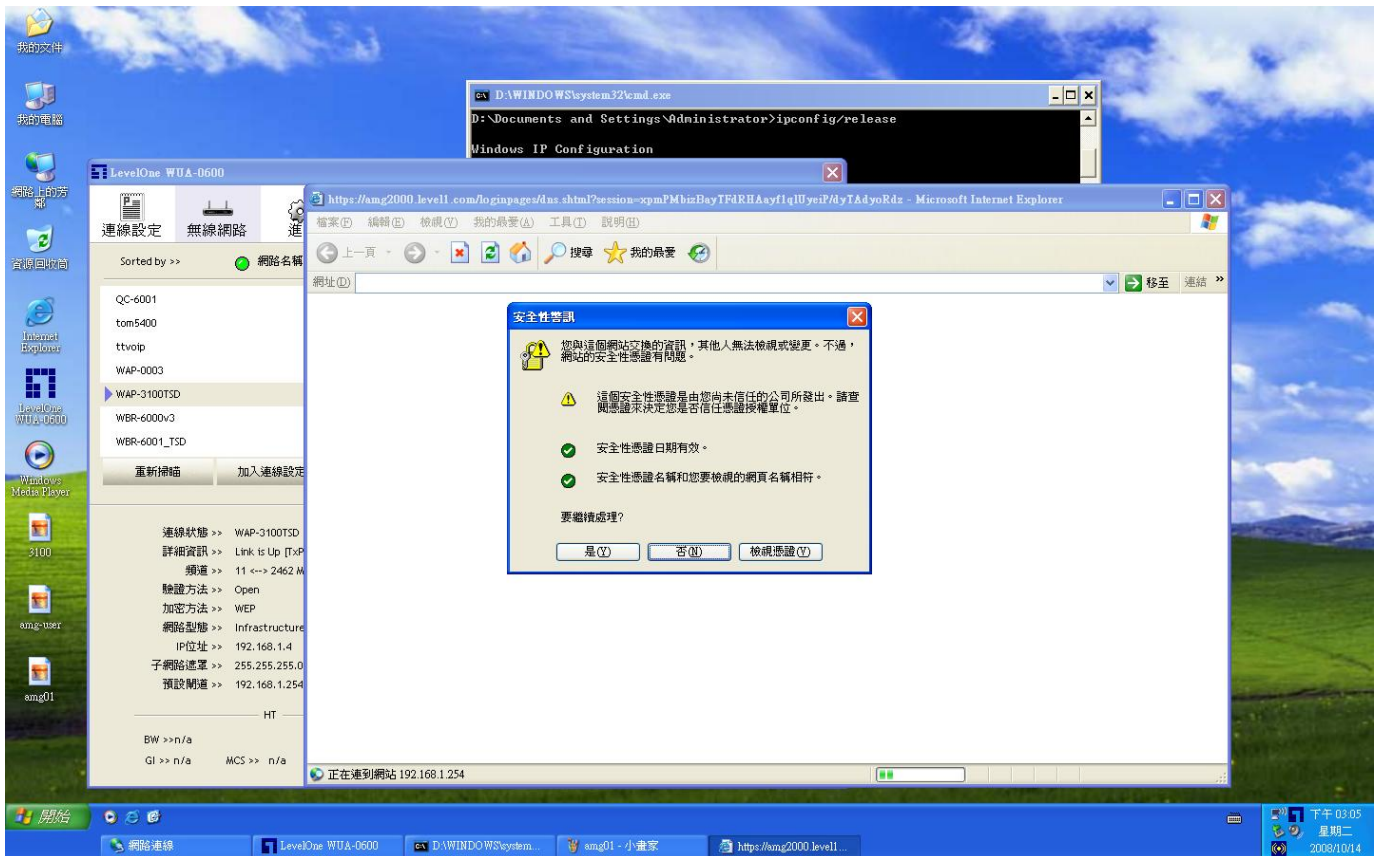 我的文件
我的電腦
網路上的芳
鄰
資源回收筒
Internet
Explorer
LevelOne
WUA-0600
Windows
Media Player
3100
amg-user
amg01
D:\WINDOWS\system32\cmd.exe
D:\Documents and Settings\Administrator>ipconfig/release
Windows IP Configuration
LevelOne WUA-0600
連線設定
無線網路
進
Sorted by >>
網路名稱
QC-6001
tom5400
ttvoip
WAP-0003
WAP-3100TSD
WBR-6000v3
WBR-6001_TSD
重新掃瞄
加入連線設定
連線狀態 >> WAP-3100TSD
詳細資訊 >> Link is Up [TxP
頻道 >> 11 <--> 2462 M
驗證方法 >> Open
加密方法 >> WEP
網路型態 >> Infrastructure
IP位址 >> 192.168.1.4
子網路遮罩 >> 255.255.255.0
預設閘道 >> 192.168.1.254
HT
BW >>n/a
GI >> n/a MCS >> n/a
檔案(F) 編輯(E) 檢視(V) 我的最愛(A) 工具(T) 說明(H)
上一頁
搜尋
我的最愛
網址(D)
移至
連結 »
安全性警訊
您與這個網站交換的資訊，其他人無法檢視或變更。不過，
網站的安全性憑證有問題。
這個安全性憑證是由您尚未信任的公司所發出。請查
閱憑證來決定您是否信任憑證授權單位。
安全性憑證日期有效。
安全性憑證名稱和您要檢視的網頁名稱相符。
要繼續處理?
是(Y)
否(N)
檢視憑證(V)
正在連到網站 192.168.1.254
開始
網路連線
LevelOne WUA-0600
D:\WINDOWS\system...
amg01 - 小畫家
https://amg2000.level1...
下午 03:05
星期二
2008/10/14